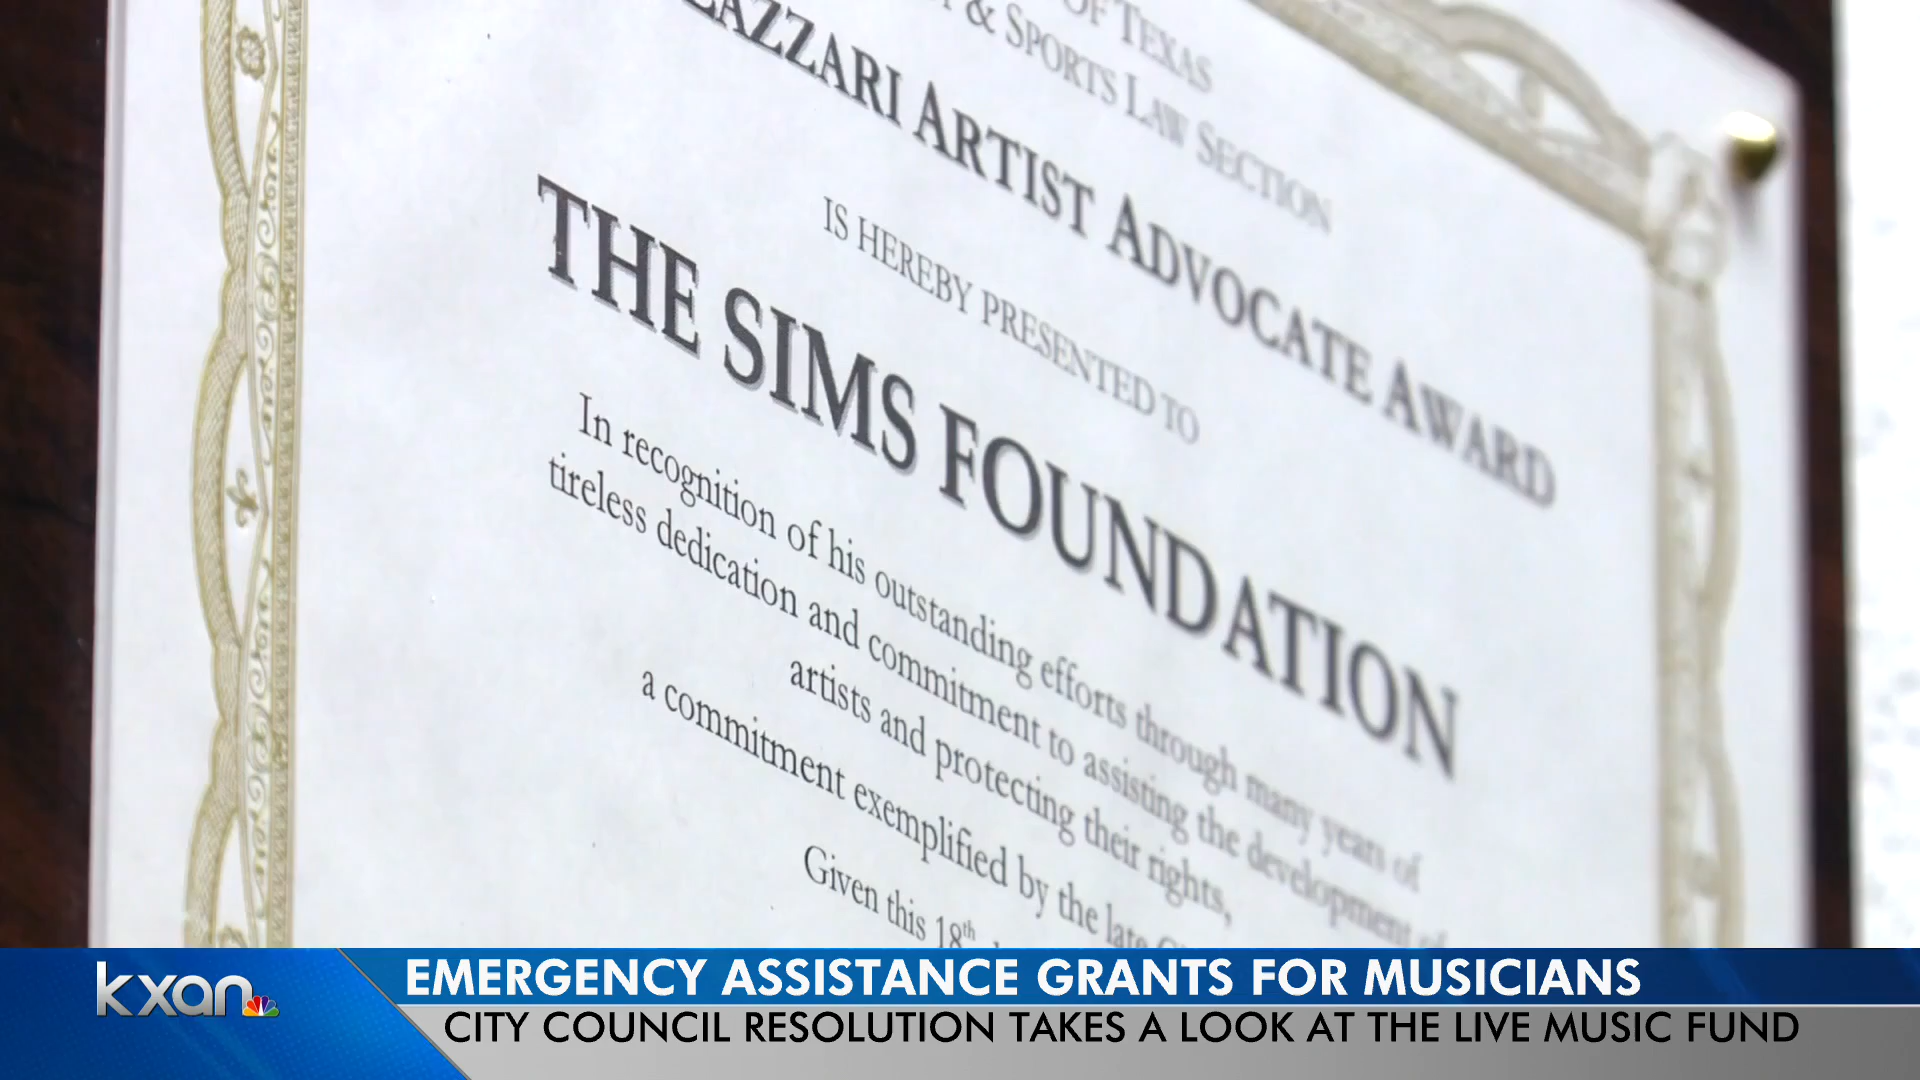 OF TEXAS
& SPORTS LAW SECTION
LAZZARI ARTIST ADVOCATE AWARD
IS HEREBY PRESENTED TO
THE SIMS FOUNDATION
In recognition of his outstanding efforts through many years of
tireless dedication and commitment to assisting the development of
artists and protecting their rights,
a commitment exemplified by the late
Given this 18th
kxan
EMERGENCY ASSISTANCE GRANTS FOR MUSICIANS
CITY COUNCIL RESOLUTION TAKES A LOOK AT THE LIVE MUSIC FUND